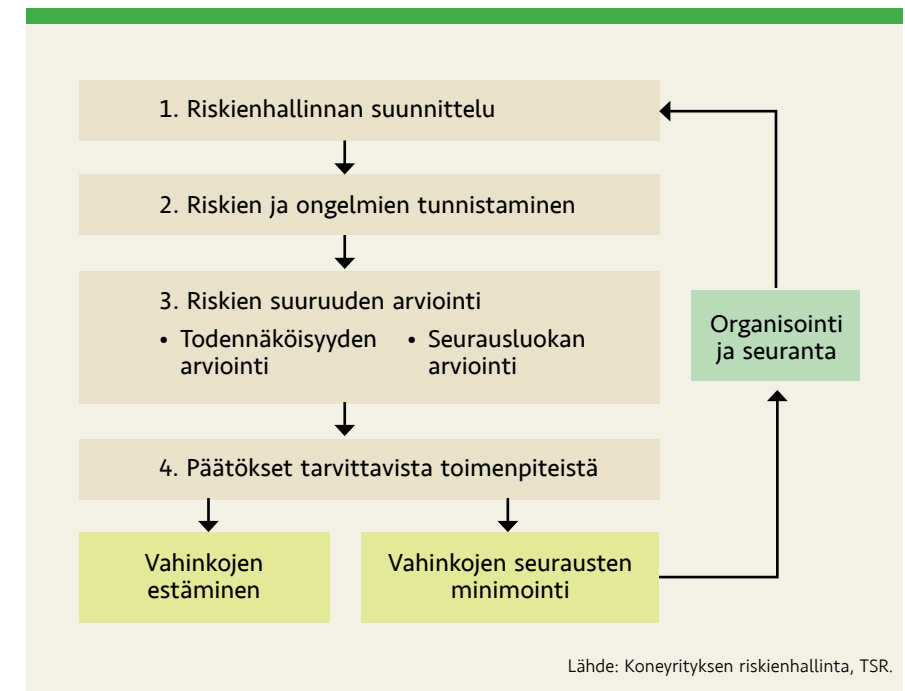 1. Riskienhallinnan suunnittelu
2. Riskien ja ongelmien tunnistaminen
3. Riskien suuruuden arviointi
• Todennäköisyyden
arviointi
• Seurausluokan
arviointi
4. Päätökset tarvittavista toimenpiteistä
Vahinkojen
estäminen
Vahinkojen seurausten
minimointi
Organisointi
ja seuranta
Lähde: Koneyrityksen riskienhallinta, TSR.